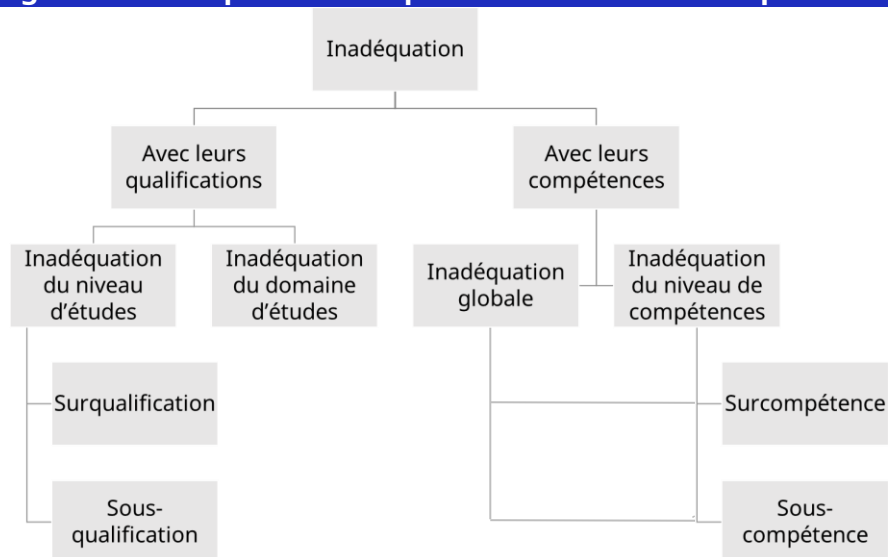 Inadéquation
Avec leurs
qualifications
Avec leurs
compétences
Inadéquation
du niveau
d'études
Inadéquation
du domaine
d'études
Inadéquation
globale
Inadéquation
du niveau de
compétences
Surqualification
Surcompétence
Sous-
qualification
Sous-
compétence